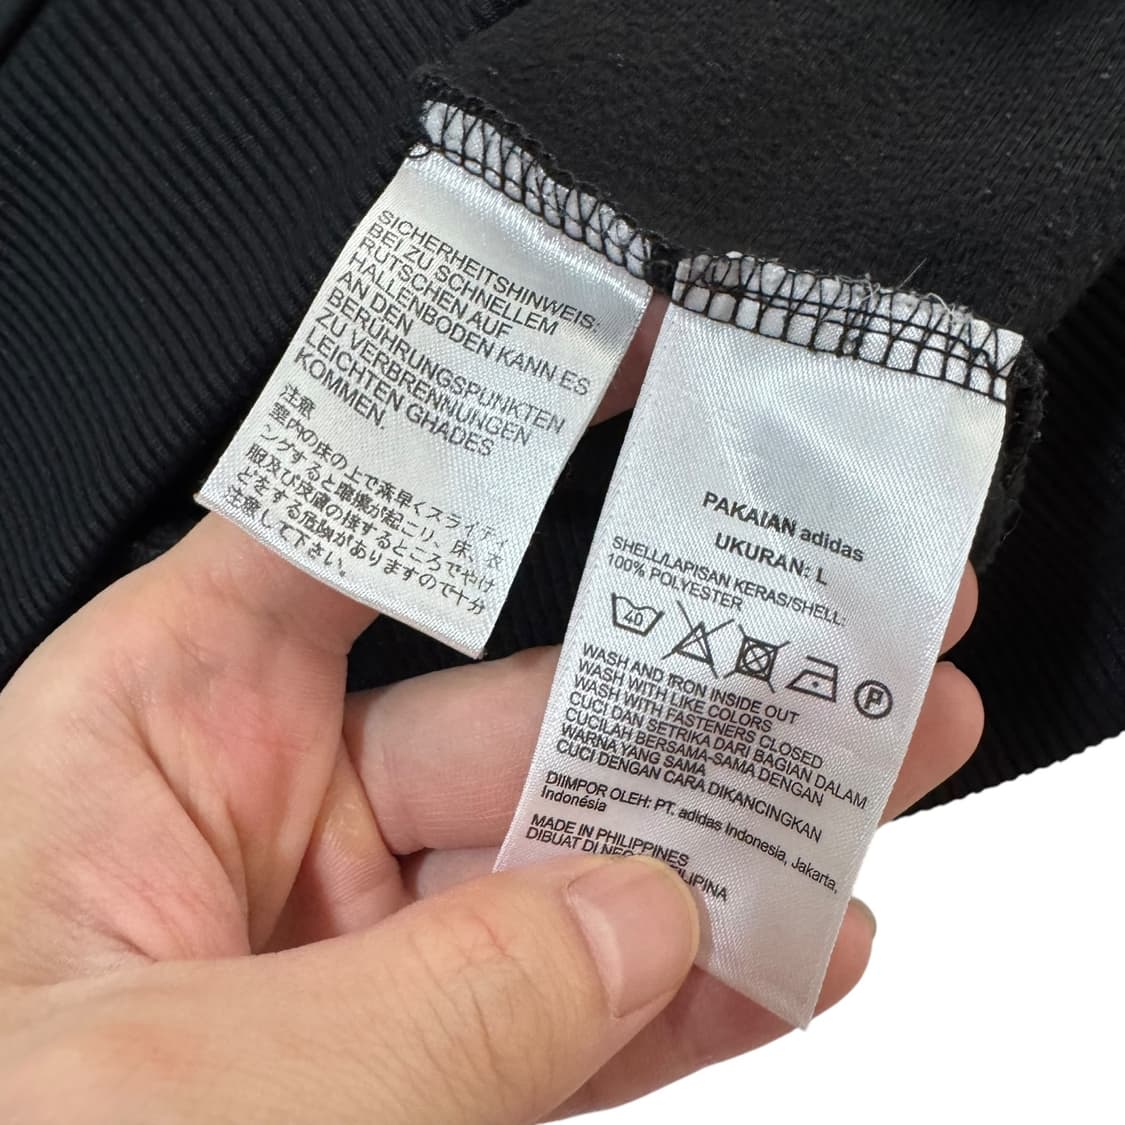 SICHERHEITSHINWEIS:
BEI ZU SCHNELLEM
RUTSCHEN AUF
HALLENBODEN KANN ES
AN DEN
BERÜHRUNGSPUNKTEN
ZU VERBRENNUNGEN
LEICHTEN GHADES
KOMMEN.
注意
室内の床の上で素早くスライディ
ングすると摩擦が起こり、床、衣
服及び皮膚の接するところでやけ
どをする危険がありますので十分
注意して下さい。
PAKAIAN adidas
UKURAN: L
SHELL/LAPISAN KERAS/SHELL:
100% POLYESTER
40
P
WASH AND IRON INSIDE OUT
WASH WITH LIKE COLORS
WASH WITH FASTENERS CLOSED
CUCI DAN SETRIKA DARI BAGIAN DALAM
CUCILAH BERSAMA-SAMA DENGAN
WARNA YANG SAMA
CUCI DENGAN CARA DIKANCINGKAN
DIIMPOR OLEH: PT. adidas Indonesia, Jakarta,
Indonésia
MADE IN PHILIPPINES
DIBUAT DI